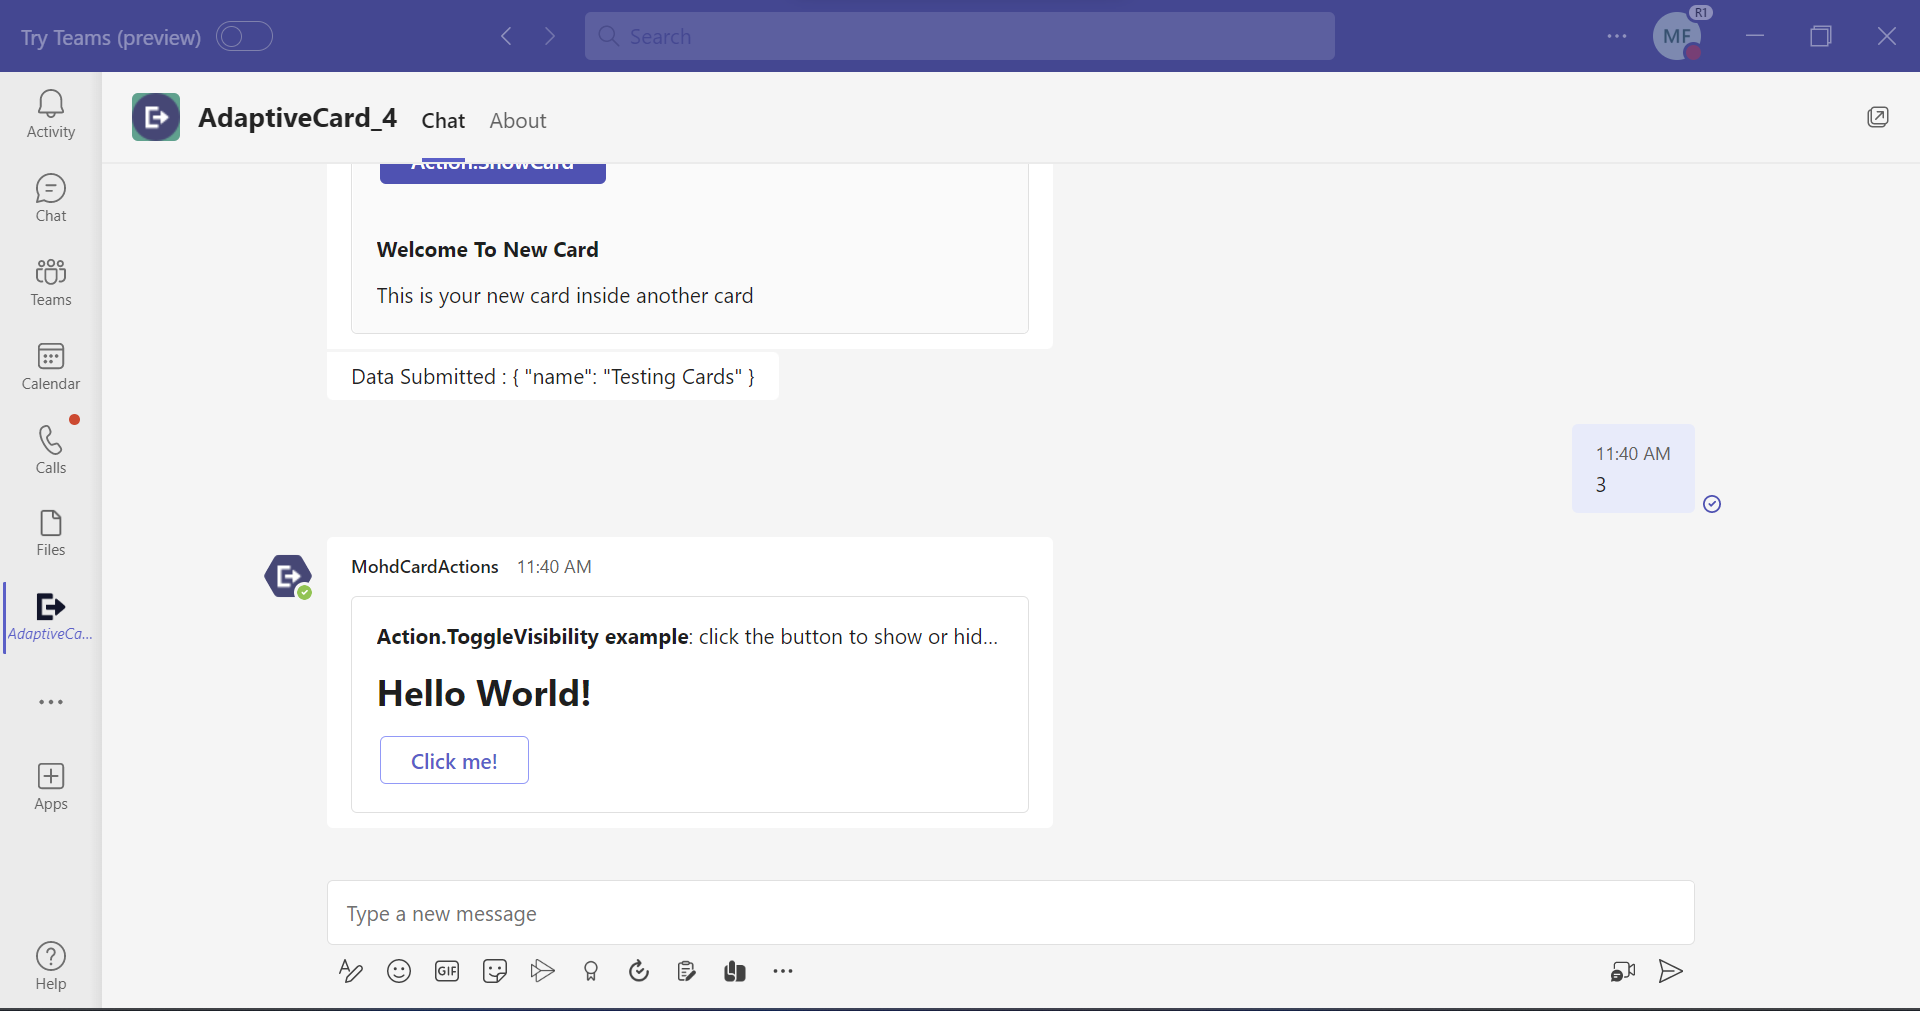 Try Teams (preview)
Search
R1
MF
Activity
Chat
Teams
Calendar
Calls
Files
AdaptiveCa...
Apps
Help
AdaptiveCard_4 Chat About
Action.ShowCard
Welcome To New Card
This is your new card inside another card
Data Submitted : { "name": "Testing Cards" }
11:40 AM
3
MohdCardActions 11:40 AM
Action.ToggleVisibility example: click the button to show or hid...
Hello World!
Click me!
Type a new message
GIF